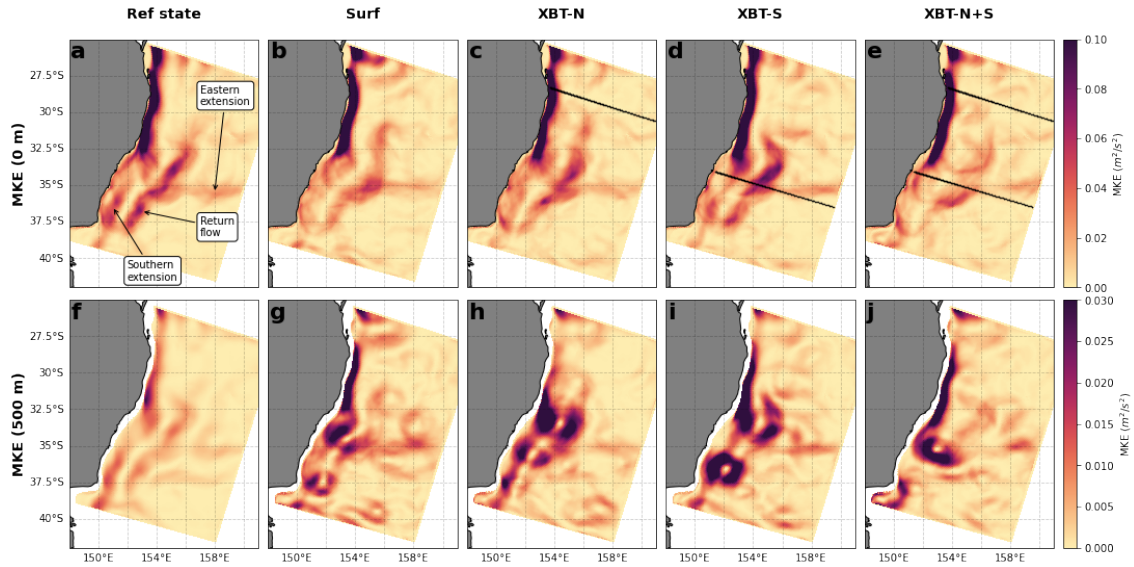 Ref state
Surf
XBT-N
XBT-S
XBT-N+S
MKE (0 m)
a
b
c
d
e
Eastern
extension
Return
flow
Southern
extension
27.5°S
30°S
32.5°S
35°S
37.5°S
40°S
0.10
0.08
0.06
0.04
0.02
0.00
MKE (m²/s²)
MKE (500 m)
f
g
h
i
j
27.5°S
30°S
32.5°S
35°S
37.5°S
40°S
150°E
154°E
158°E
150°E
154°E
158°E
150°E
154°E
158°E
150°E
154°E
158°E
150°E
154°E
158°E
0.030
0.025
0.020
0.015
0.010
0.005
0.000
MKE (m²/s²)